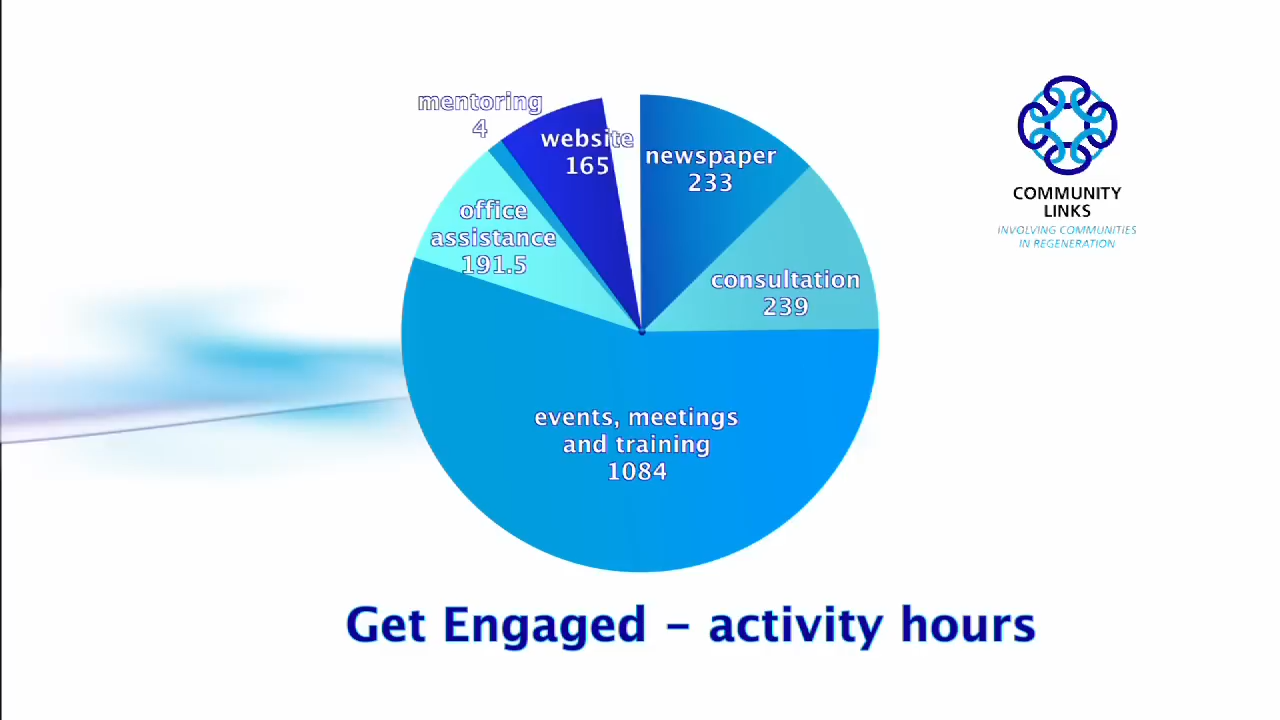 mentoring
4
website
165
newspaper
233
office
assistance
191.5
consultation
239
events, meetings
and training
1084
COMMUNITY
LINKS
INVOLVING COMMUNITIES
IN REGENERATION
Get Engaged - activity hours